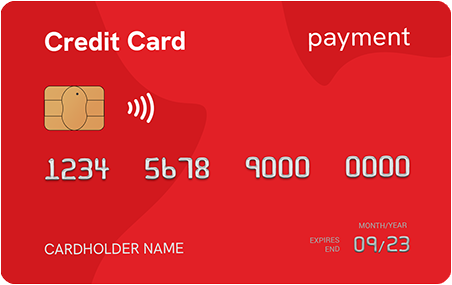 Credit Card payment
1234 5678 9000 0000
MONTH/YEAR
EXPIRES
END 09/23
CARDHOLDER NAME